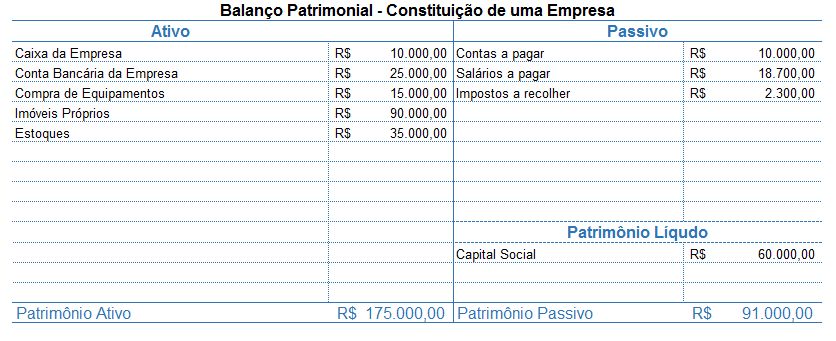 Balanço Patrimonial - Constituição de uma Empresa
Ativo Passivo
Caixa da Empresa R$ 10.000,00 Contas a pagar R$ 10.000,00
Conta Bancária da Empresa R$ 25.000,00 Salários a pagar R$ 18.700,00
Compra de Equipamentos R$ 15.000,00 Impostos a recolher R$ 2.300,00
Imóveis Próprios R$ 90.000,00
Estoques R$ 35.000,00
Patrimônio Líqudo
Capital Social R$ 60.000,00
Patrimônio Ativo R$ 175.000,00 Patrimônio Passivo R$ 91.000,00